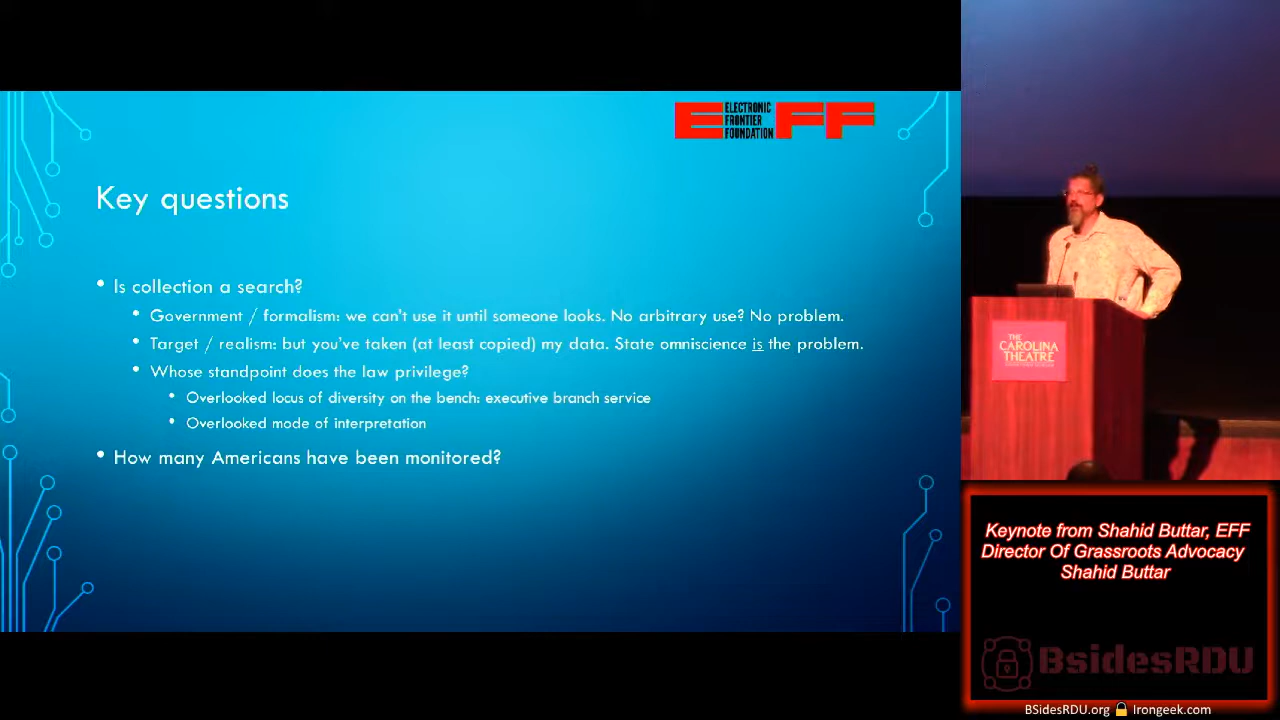 ELECTRONIC
FRONTIER
FOUNDATION
EFF
Key questions
• Is collection a search?
• Government / formalism: we can't use it until someone looks. No arbitrary use? No problem.
• Target / realism: but you've taken (at least copied) my data. State omniscience is the problem.
• Whose standpoint does the law privilege?
• Overlooked locus of diversity on the bench: executive branch service
• Overlooked mode of interpretation
• How many Americans have been monitored?
THE
CAROLINA
THEATRE
Keynote from Shahid Buttar, EFF
Director Of Grassroots Advocacy
Shahid Buttar
BsidesRDU
BSidesRDU.org 🔒 Irongeek.com